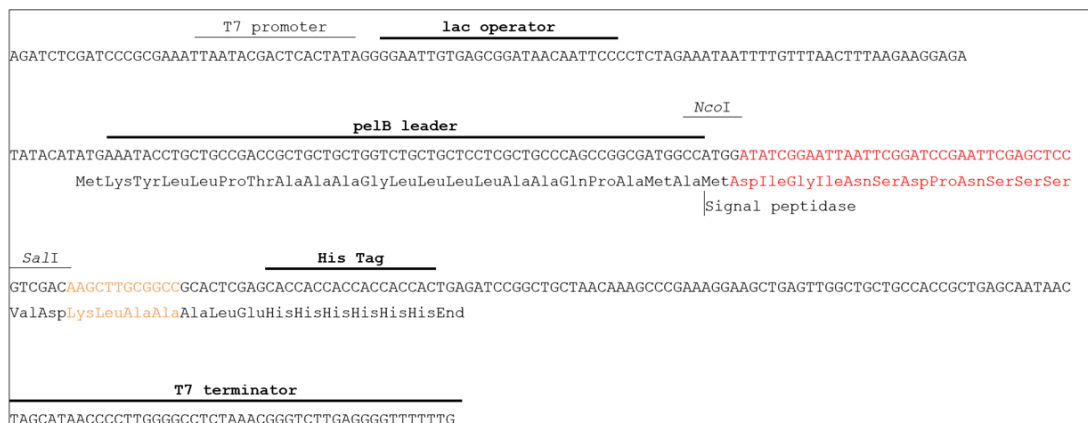 T7 promoter lac operator
AGATCTCGATCCCGCGAAATTAATACGACTCACTATAGGGGAATTGTGAGCGGATAACAATTCCCCTCTAGAAATAATTTTGTTTAACTTTAAGAAGGAGA
NcoI
pelB leader
TATACATATGAAATACCTGCTGCCGACCGCTGCTGCTGGTCTGCTGCTCCTCGCTGCCCAGCCGGCGATGGCCATGGATATCGGAATTAATTCGGATCCGAATTCGAGCTCC
MetLysTyrLeuLeuProThrAlaAlaAlaGlyLeuLeuLeuLeuAlaAlaGlnProAlaMetAlaMetAspIleGlyIleAsnSerAspProAsnSerSerSer
Signal peptidase
SalI His Tag
GTCGACAAGCTTGCGGCCGCACTCGAGCACCACCACCACCACCACTGAGATCCGGCTGCTAACAAAGCCCGAAAGGAAGCTGAGTTGGCTGCTGCCACCGCTGAGCAATAAC
ValAspLysLeuAlaAlaAlaLeuGluHisHisHisHisHisHisEnd
T7 terminator
TAGCATAACCCCTTGGGGCCTCTAAACGGGTCTTGAGGGGTTTTTTG